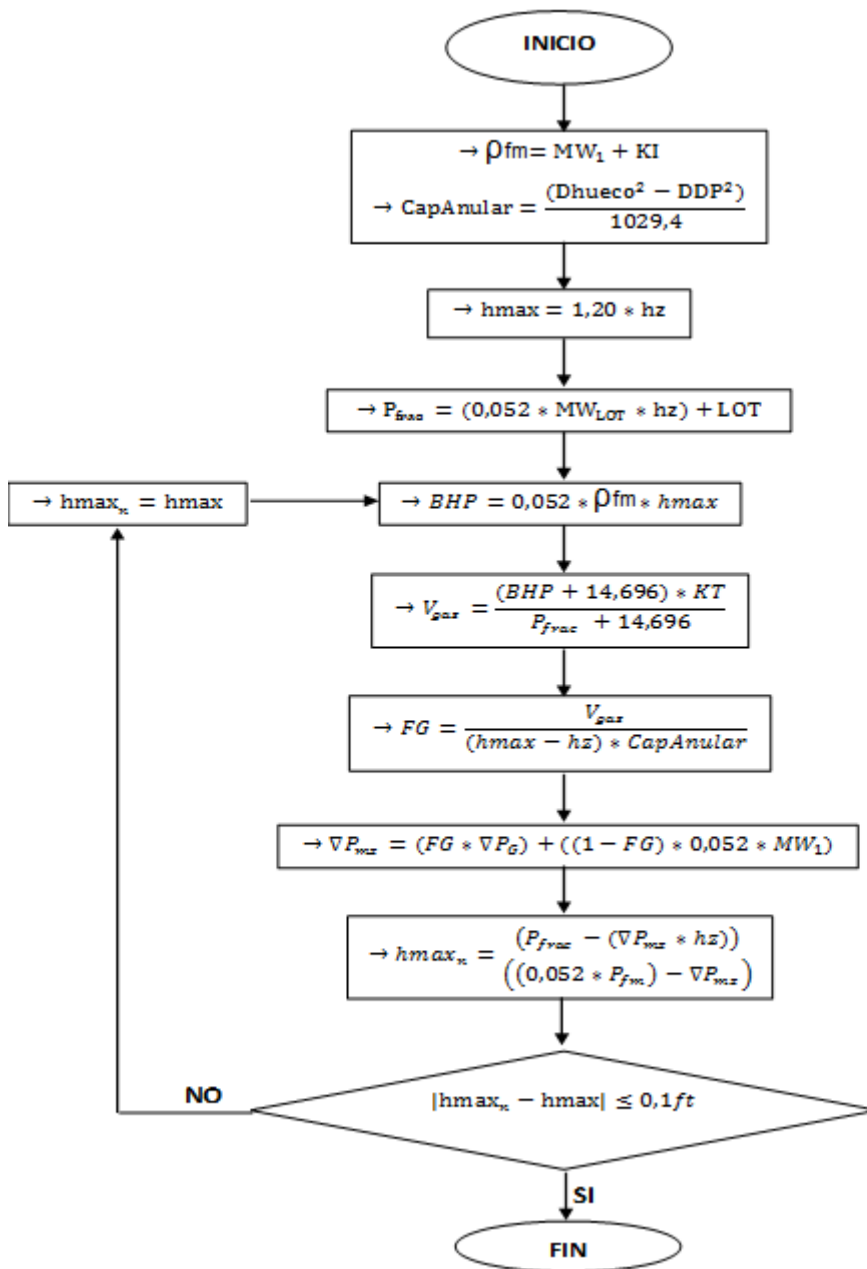 INICIO
→ ρfm = MW₁ + KI
→ CapAnular = (Dhueco² − DDP²) / 1029,4
→ hmax = 1,20 ∗ hz
→ P_frac = (0,052 ∗ MW_LOT ∗ hz) + LOT
→ hmaxₙ = hmax
→ BHP = 0,052 ∗ ρfm ∗ hmax
→ V_gas = (BHP + 14,696) ∗ KT / P_frac + 14,696
→ FG = V_gas / (hmax − hz) ∗ CapAnular
→ ∇P_mz = (FG ∗ ∇P_G) + ((1 − FG) ∗ 0,052 ∗ MW₁)
→ hmaxₙ = (P_frac − (∇P_mz ∗ hz)) ((0,052 ∗ P_fm) − ∇P_mz)
|hmaxₙ − hmax| ≤ 0,1ft
NO
SI
FIN